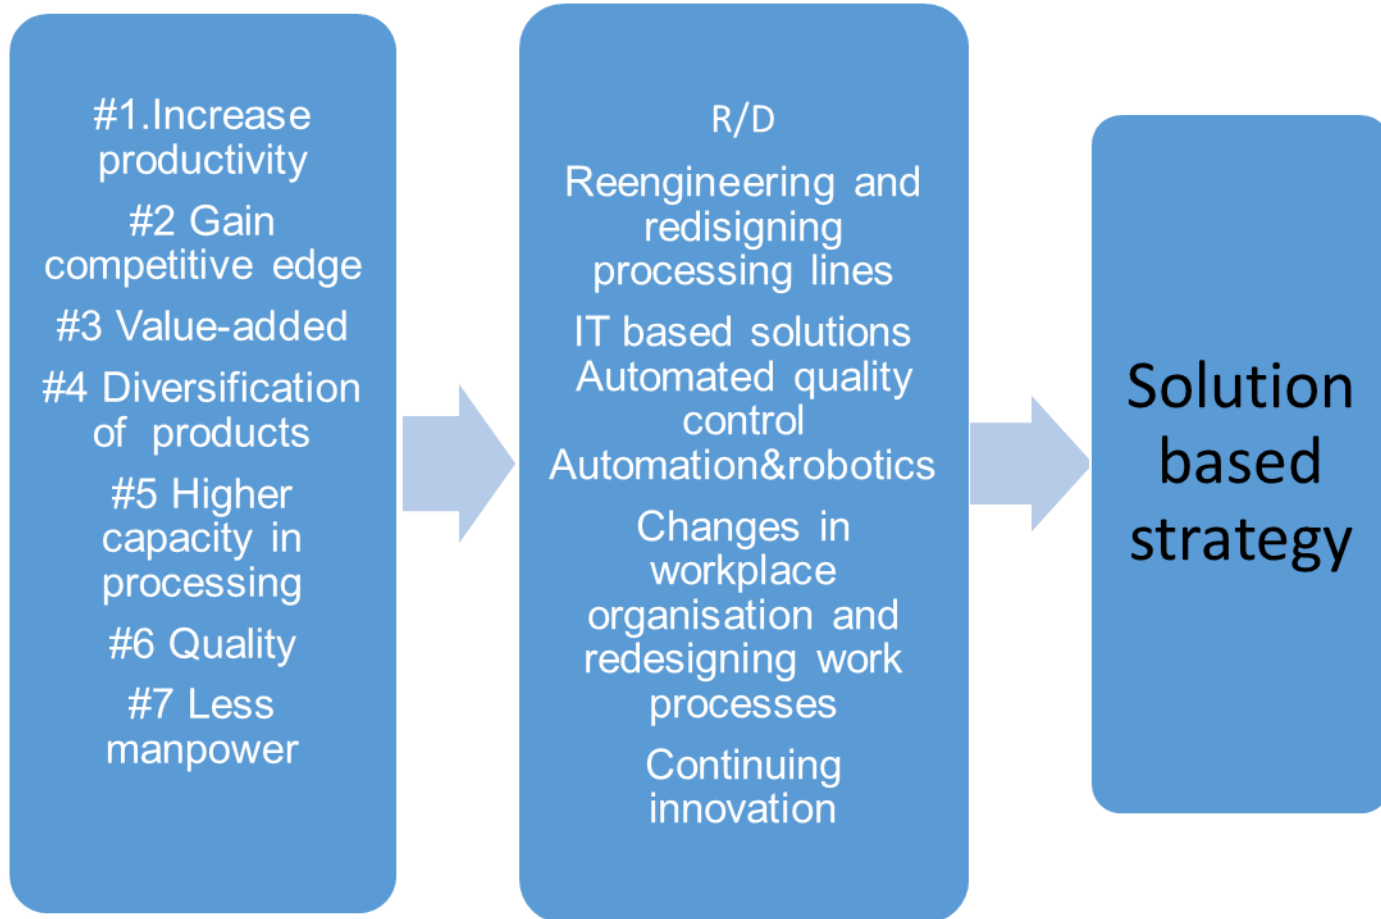 #1.Increase
productivity
#2 Gain
competitive edge
#3 Value-added
#4 Diversification
of products
#5 Higher
capacity in
processing
#6 Quality
#7 Less
manpower
R/D
Reengineering and
redisigning
processing lines
IT based solutions
Automated quality
control
Automation&robotics
Changes in
workplace
organisation and
redesigning work
processes
Continuing
innovation
Solution
based
strategy